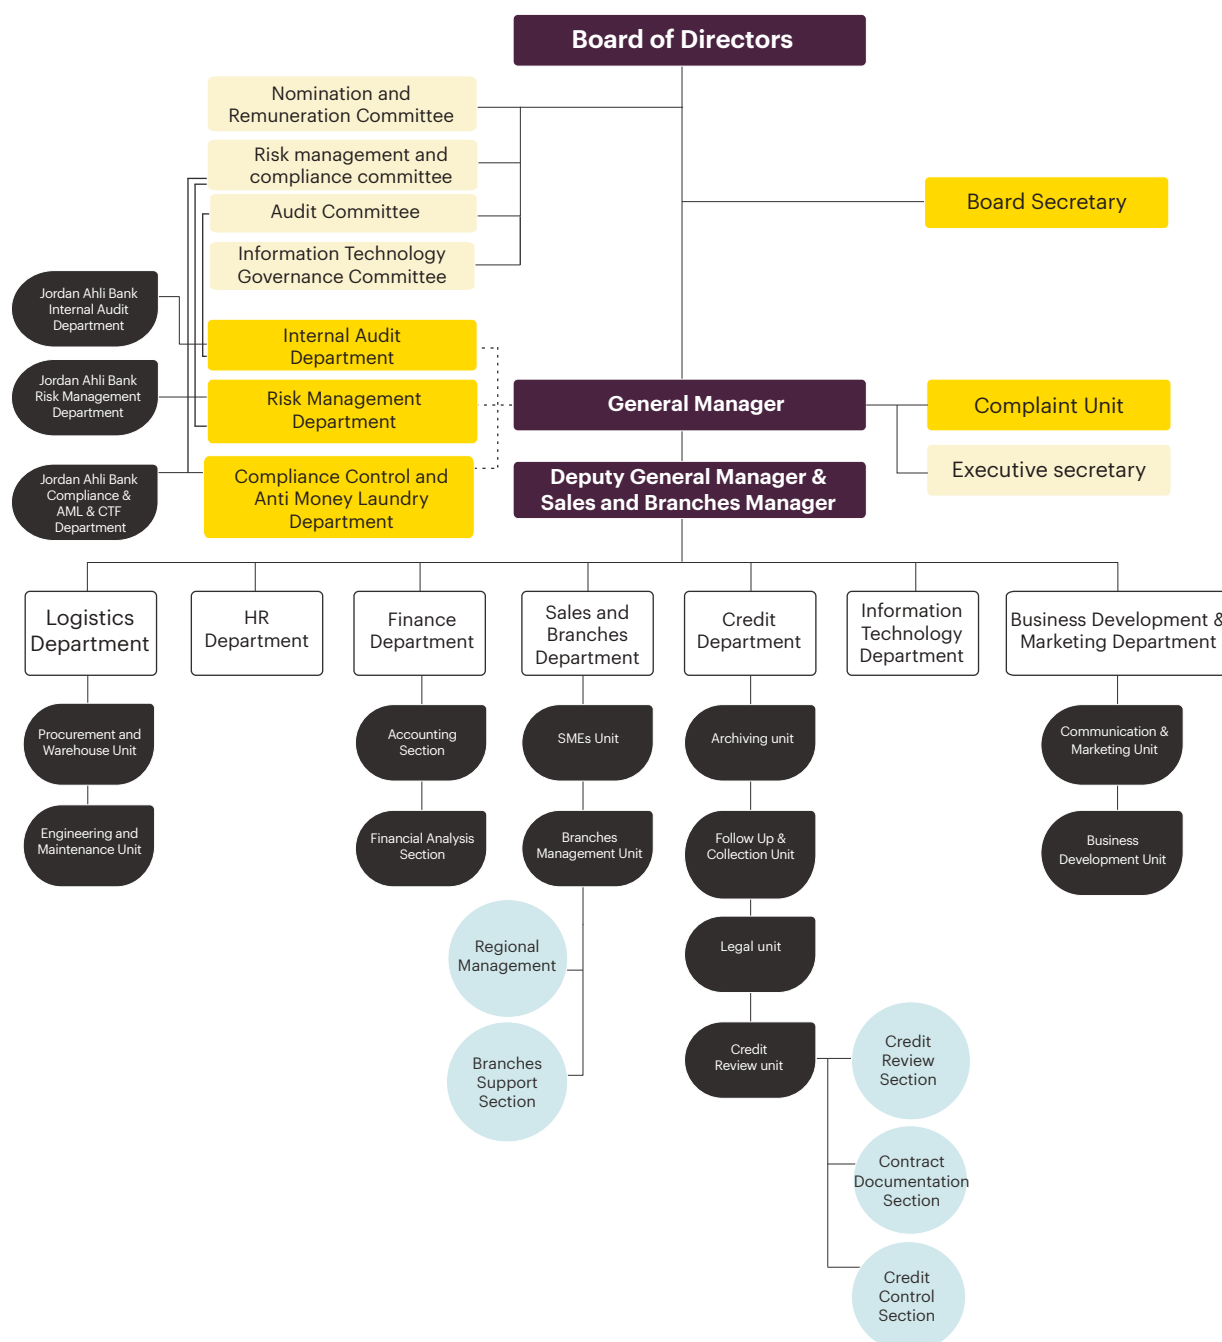 Board of Directors
Nomination and
Remuneration Committee
Risk management and
compliance committee
Audit Committee
Information Technology
Governance Committee
Board Secretary
Jordan Ahli Bank
Internal Audit
Department
Internal Audit
Department
Jordan Ahli Bank
Risk Management
Department
Risk Management
Department
General Manager
Complaint Unit
Jordan Ahli Bank
Compliance &
AML & CTF
Department
Compliance Control and
Anti Money Laundry
Department
Deputy General Manager &
Sales and Branches Manager
Executive secretary
Logistics
Department
HR
Department
Finance
Department
Sales and
Branches
Department
Credit
Department
Information
Technology
Department
Business Development &
Marketing Department
Procurement and
Warehouse Unit
Accounting
Section
SMEs Unit
Archiving unit
Communication &
Marketing Unit
Engineering and
Maintenance Unit
Financial Analysis
Section
Branches
Management Unit
Follow Up &
Collection Unit
Business
Development Unit
Regional
Management
Legal unit
Branches
Support
Section
Credit
Review unit
Credit
Review
Section
Contract
Documentation
Section
Credit
Control
Section